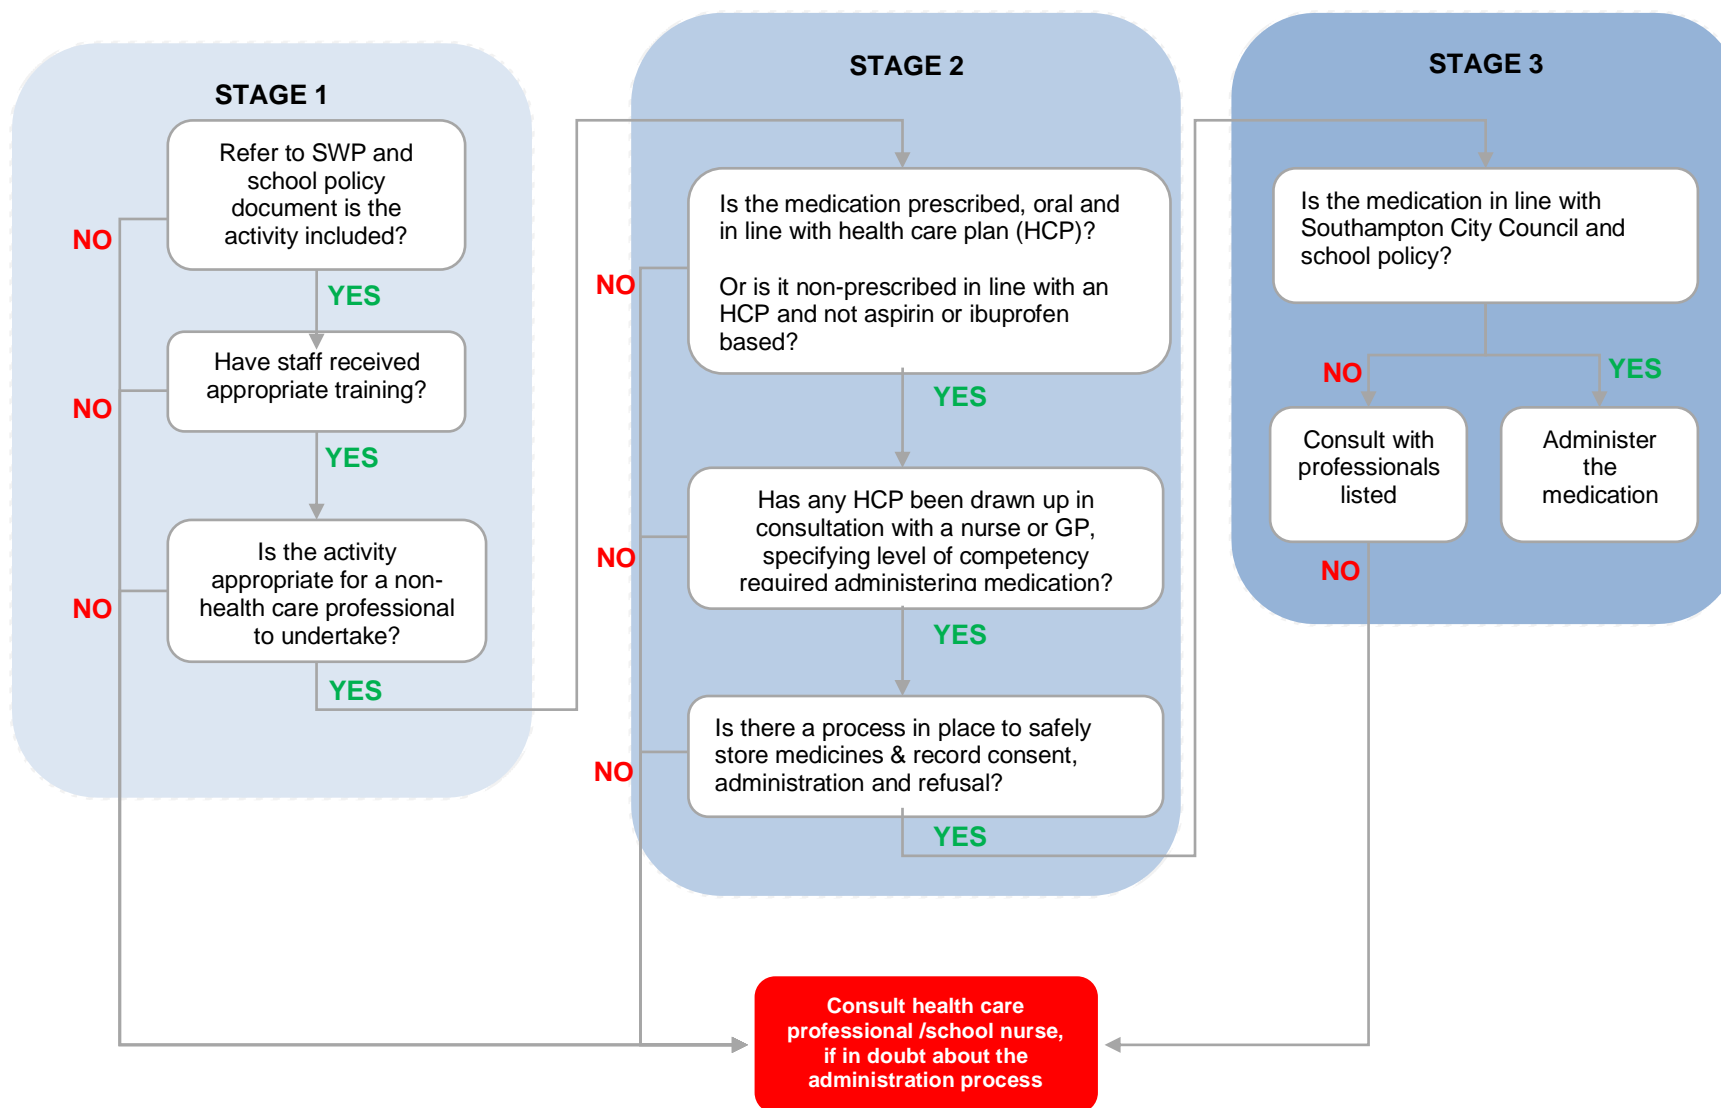 STAGE 1
Refer to SWP and
school policy
document is the
activity included?
NO
YES
Have staff received
appropriate training?
NO
YES
Is the activity
appropriate for a non-
health care professional
to undertake?
NO
YES
STAGE 2
Is the medication prescribed, oral and
in line with health care plan (HCP)?
Or is it non-prescribed in line with an
HCP and not aspirin or ibuprofen
based?
NO
YES
Has any HCP been drawn up in
consultation with a nurse or GP,
specifying level of competency
required administering medication?
NO
YES
Is there a process in place to safely
store medicines & record consent,
administration and refusal?
NO
YES
STAGE 3
Is the medication in line with
Southampton City Council and
school policy?
NO
YES
Consult with
professionals
listed
Administer
the
medication
NO
Consult health care
professional /school nurse,
if in doubt about the
administration process